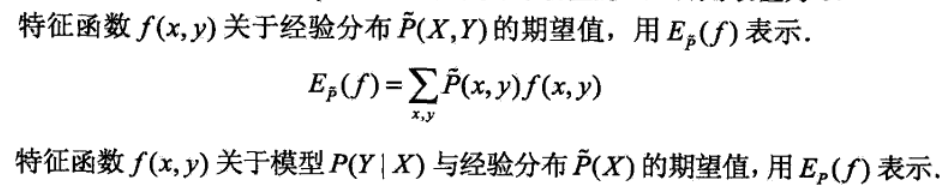 特征函数 f(x,y) 关于经验分布 P̃(X,Y) 的期望值，用 E_P̃(f) 表示．
E_P̃(f) = ∑_{x,y} P̃(x,y)f(x,y)
特征函数 f(x,y) 关于模型 P(Y|X) 与经验分布 P̃(X) 的期望值，用 E_P(f) 表示．